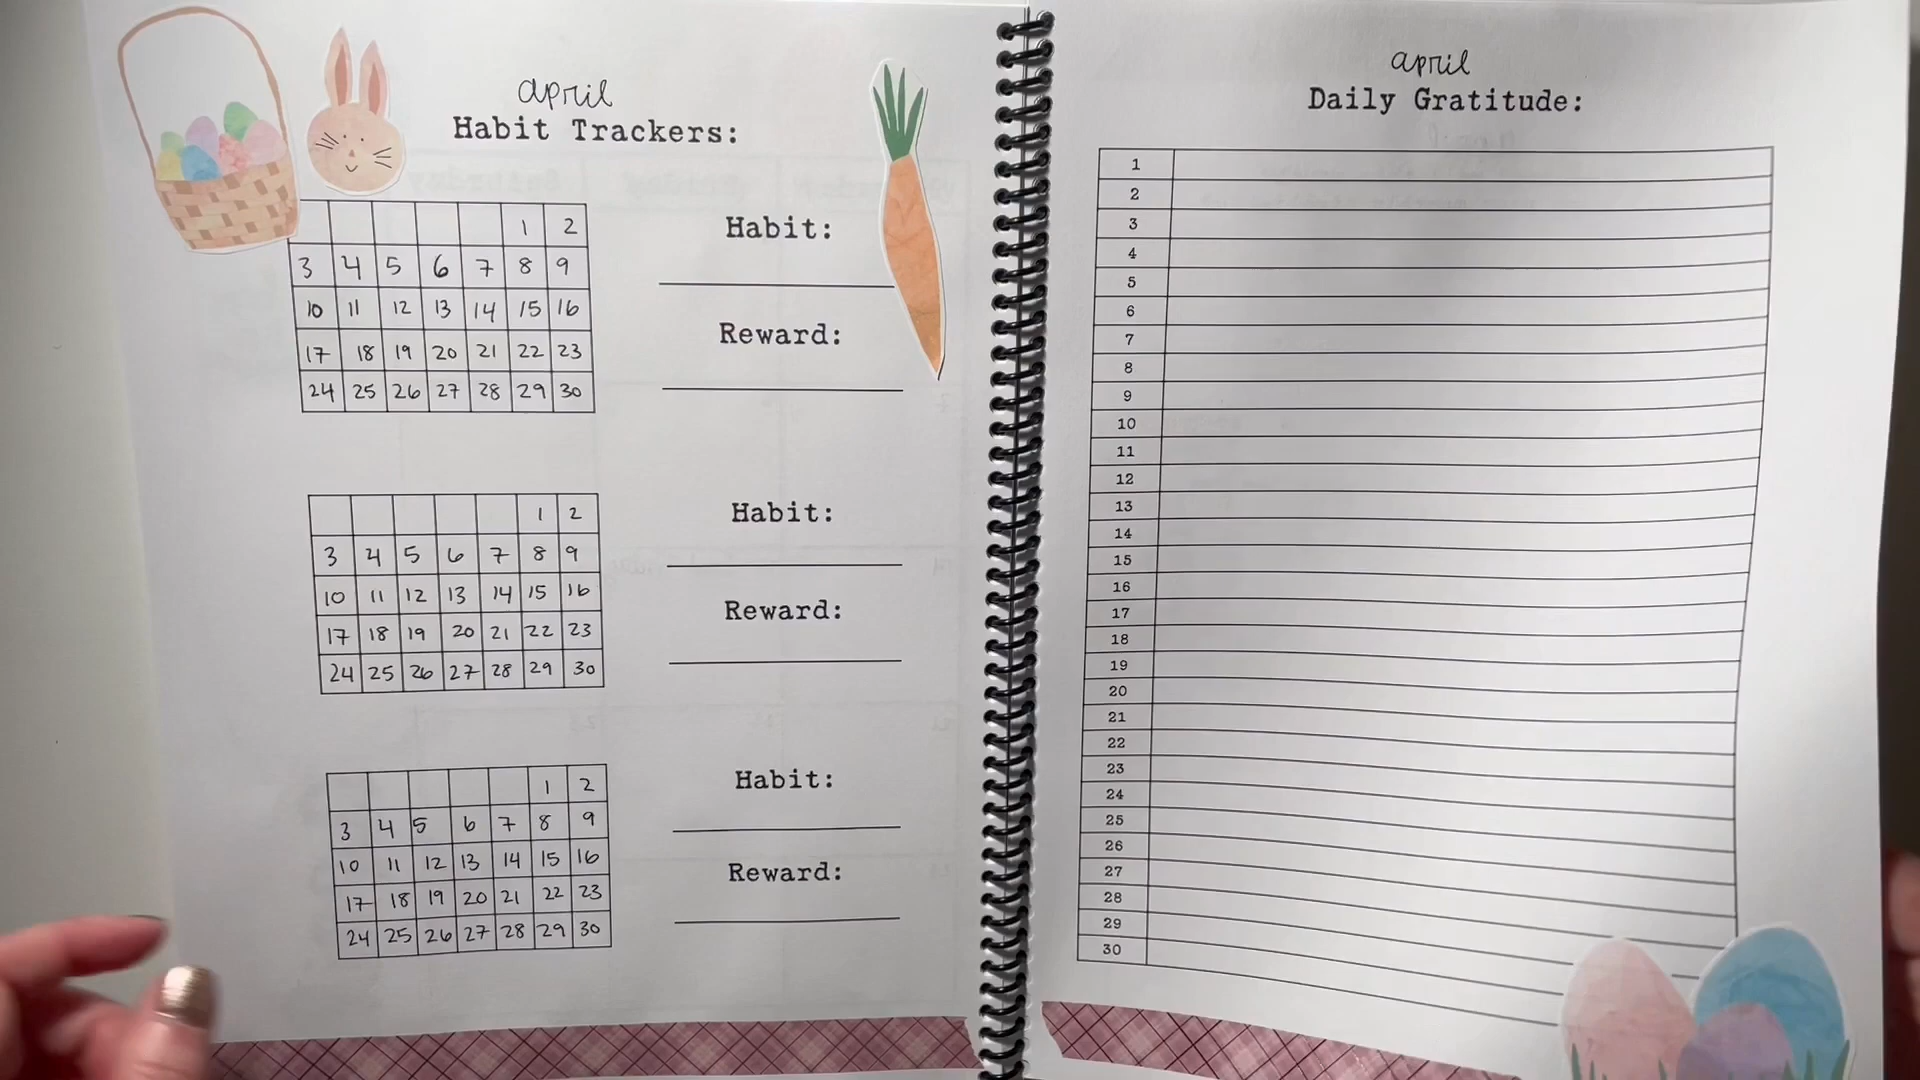 april
Habit Trackers:
1 2
3 4 5 6 7 8 9
10 11 12 13 14 15 16
17 18 19 20 21 22 23
24 25 26 27 28 29 30
Habit:
Reward:
1 2
3 4 5 6 7 8 9
10 11 12 13 14 15 16
17 18 19 20 21 22 23
24 25 26 27 28 29 30
Habit:
Reward:
1 2
3 4 5 6 7 8 9
10 11 12 13 14 15 16
17 18 19 20 21 22 23
24 25 26 27 28 29 30
Habit:
Reward:
april
Daily Gratitude:
1
2
3
4
5
6
7
8
9
10
11
12
13
14
15
16
17
18
19
20
21
22
23
24
25
26
27
28
29
30